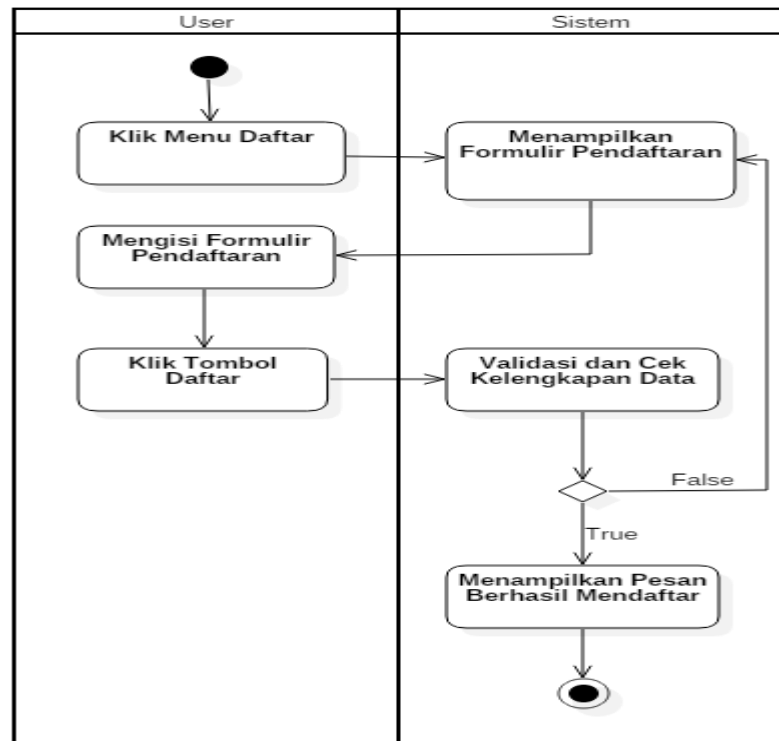 User
Sistem
Klik Menu Daftar
Menampilkan
Formulir Pendaftaran
Mengisi Formulir
Pendaftaran
Klik Tombol
Daftar
Validasi dan Cek
Kelengkapan Data
False
True
Menampilkan Pesan
Berhasil Mendaftar